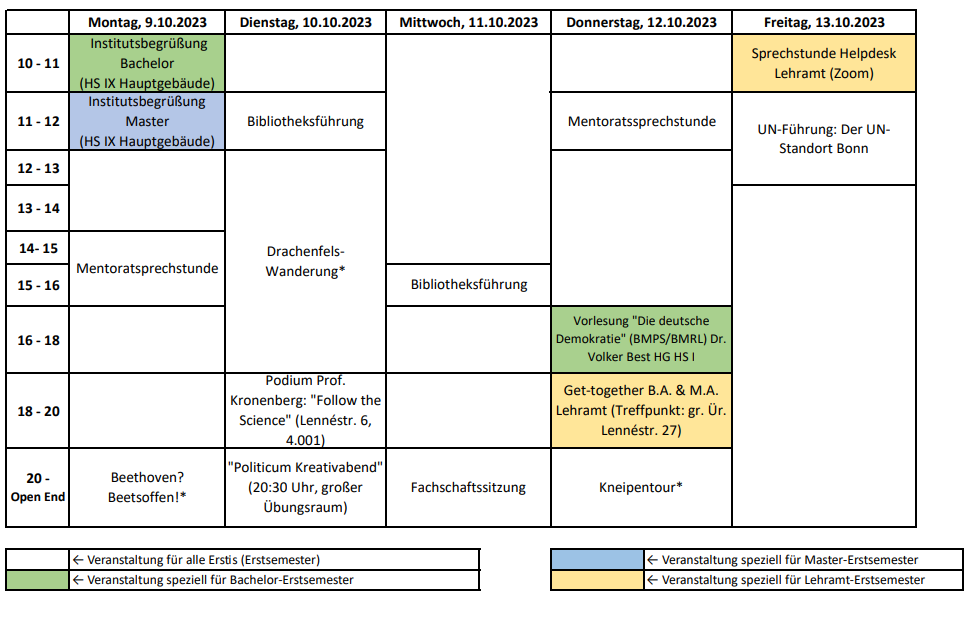 Montag, 9.10.2023 Dienstag, 10.10.2023 Mittwoch, 11.10.2023 Donnerstag, 12.10.2023 Freitag, 13.10.2023
10 - 11
Institutsbegrüßung
Bachelor
(HS IX Hauptgebäude)
Sprechstunde Helpdesk
Lehramt (Zoom)
11 - 12
Institutsbegrüßung
Master
(HS IX Hauptgebäude)
Bibliotheksführung
Mentoratssprechstunde
UN-Führung: Der UN-
Standort Bonn
12 - 13
13 - 14
14- 15
Mentoratsprechstunde
Drachenfels-
Wanderung*
15 - 16
Bibliotheksführung
16 - 18
Vorlesung "Die deutsche
Demokratie" (BMPS/BMRL) Dr.
Volker Best HG HS I
18 - 20
Podium Prof.
Kronenberg: "Follow the
Science" (Lennéstr. 6,
4.001)
Get-together B.A. & M.A.
Lehramt (Treffpunkt: gr. Ür.
Lennéstr. 27)
20 -
Open End
Beethoven?
Beetsoffen!*
"Politicum Kreativabend"
(20:30 Uhr, großer
Übungsraum)
Fachschaftssitzung
Kneipentour*
← Veranstaltung für alle Erstis (Erstsemester)
← Veranstaltung speziell für Bachelor-Erstsemester
← Veranstaltung speziell für Master-Erstsemester
← Veranstaltung speziell für Lehramt-Erstsemester